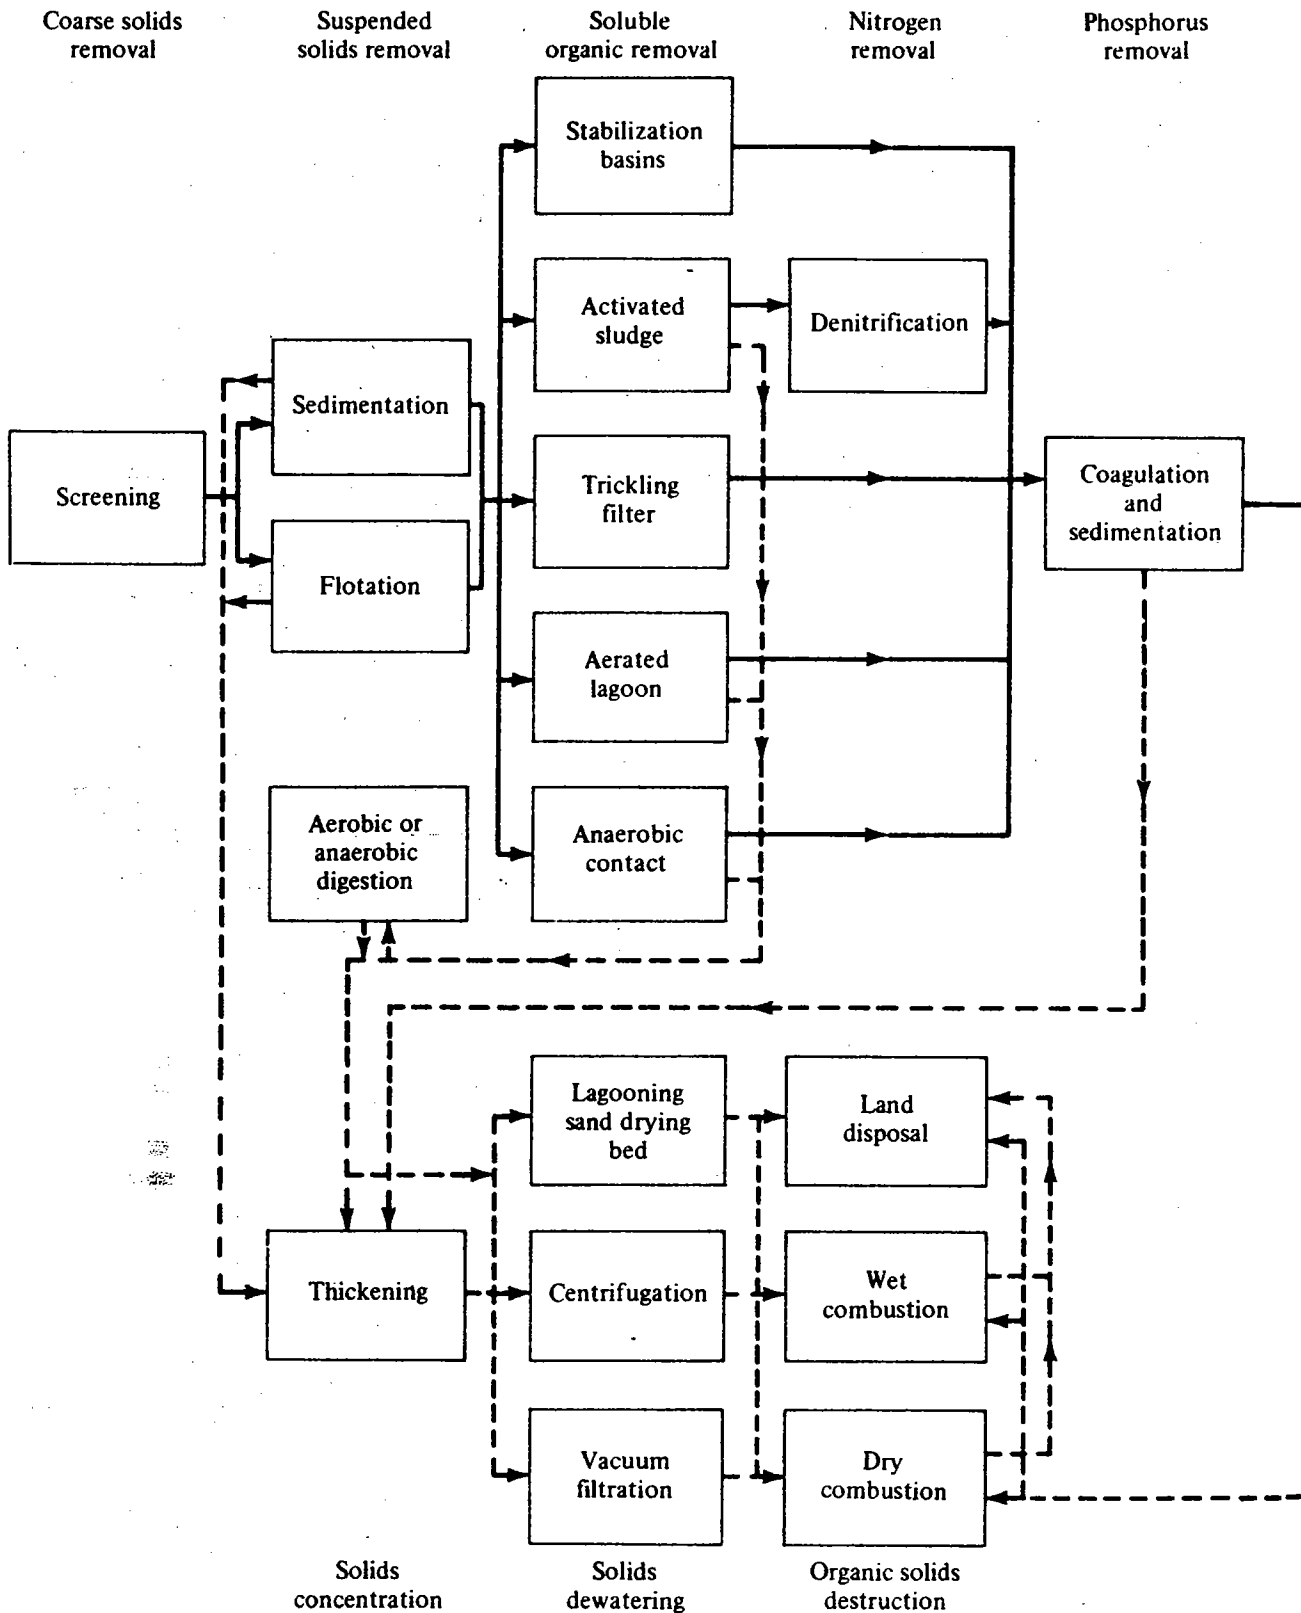 Coarse solids
removal
Suspended
solids removal
Soluble
organic removal
Nitrogen
removal
Phosphorus
removal
Stabilization
basins
Activated
sludge
Denitrification
Sedimentation
Screening
Trickling
filter
Coagulation
and
sedimentation
Flotation
Aerated
lagoon
Aerobic or
anaerobic
digestion
Anaerobic
contact
Lagooning
sand drying
bed
Land
disposal
Thickening
Centrifugation
Wet
combustion
Vacuum
filtration
Dry
combustion
Solids
concentration
Solids
dewatering
Organic solids
destruction